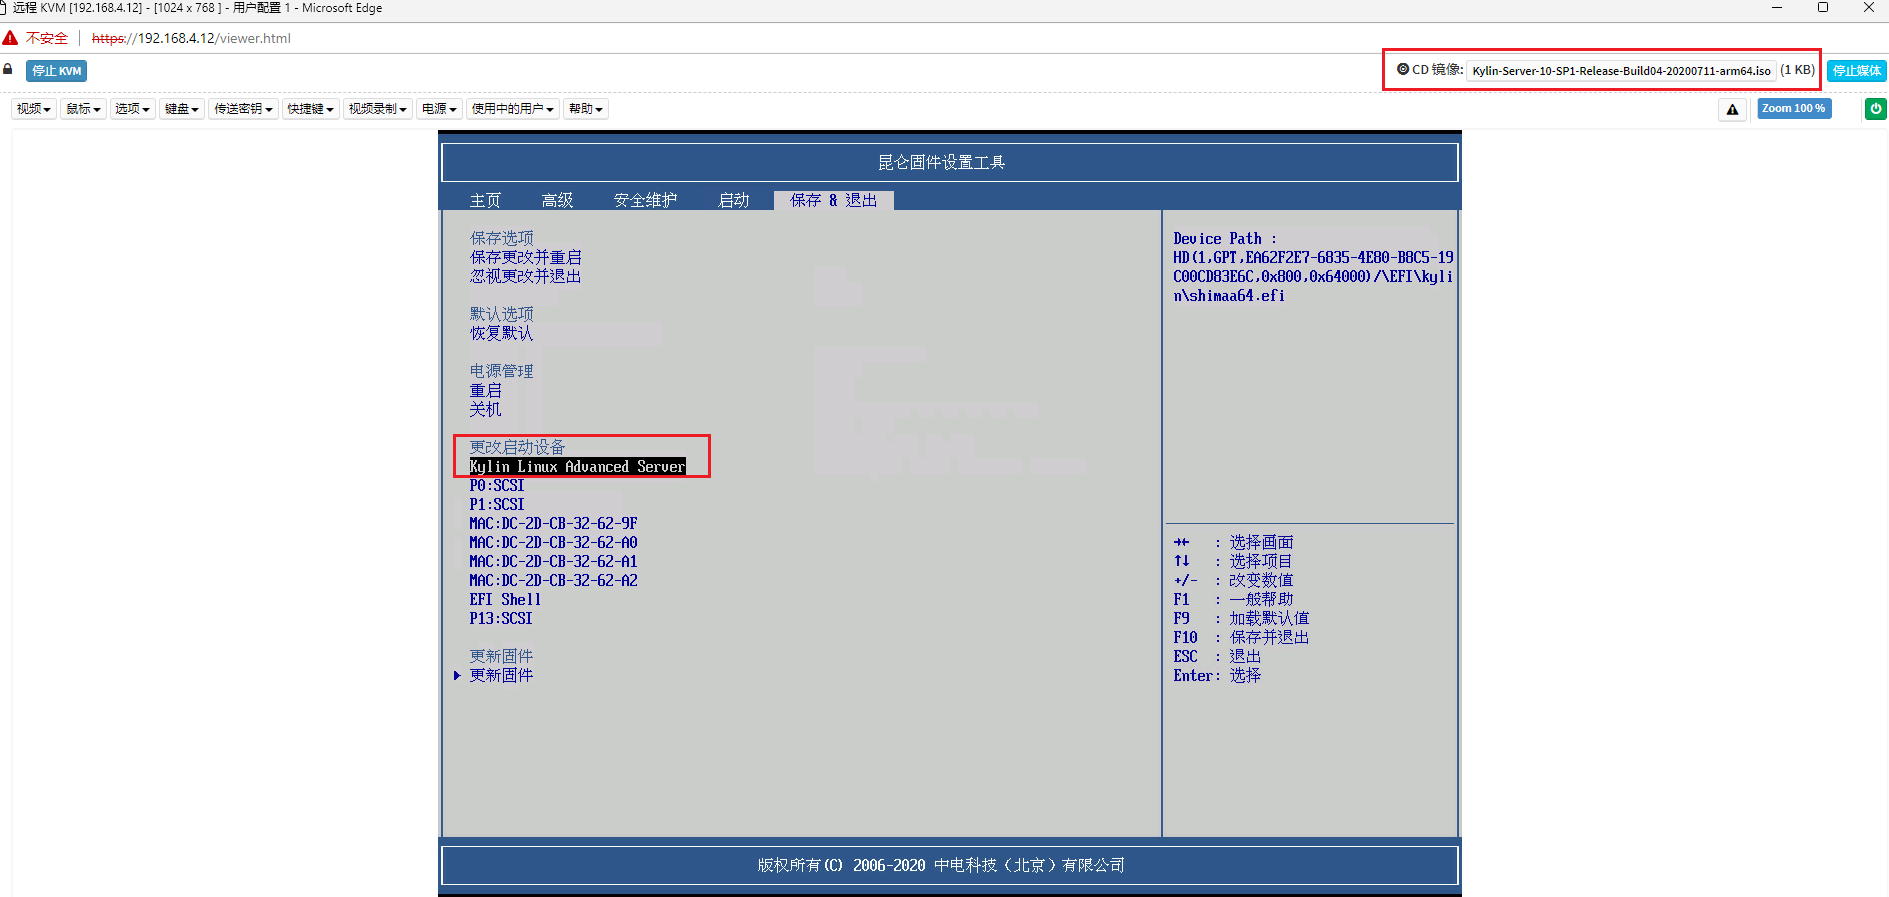 远程 KVM [192.168.4.12] - [1024 x 768 ] - 用户配置 1 - Microsoft Edge
不安全 https://192.168.4.12/viewer.html
停止 KVM
CD 镜像: Kylin-Server-10-SP1-Release-Build04-20200711-arm64.iso (1 KB) 停止媒体
视频 鼠标 选项 键盘 传送密钥 快捷键 视频录制 电源 使用中的用户 帮助
Zoom 100 %
昆仑固件设置工具
主页 高级 安全维护 启动 保存 & 退出
保存选项
保存更改并重启
忽视更改并退出
默认选项
恢复默认
电源管理
重启
关机
更改启动设备
Kylin Linux Advanced Server
P0:SCSI
P1:SCSI
MAC:DC-2D-CB-32-62-9F
MAC:DC-2D-CB-32-62-A0
MAC:DC-2D-CB-32-62-A1
MAC:DC-2D-CB-32-62-A2
EFI Shell
P13:SCSI
更新固件
更新固件
Device Path :
HD(1,GPT,EA62F2E7-6835-4E80-B8C5-19
C00CD83E6C,0x800,0x64000)/\EFI\kyli
n\shimaa64.efi
→← : 选择画面
↑↓ : 选择项目
+/- : 改变数值
F1 : 一般帮助
F9 : 加载默认值
F10 : 保存并退出
ESC : 退出
Enter: 选择
版权所有(C) 2006-2020 中电科技（北京）有限公司